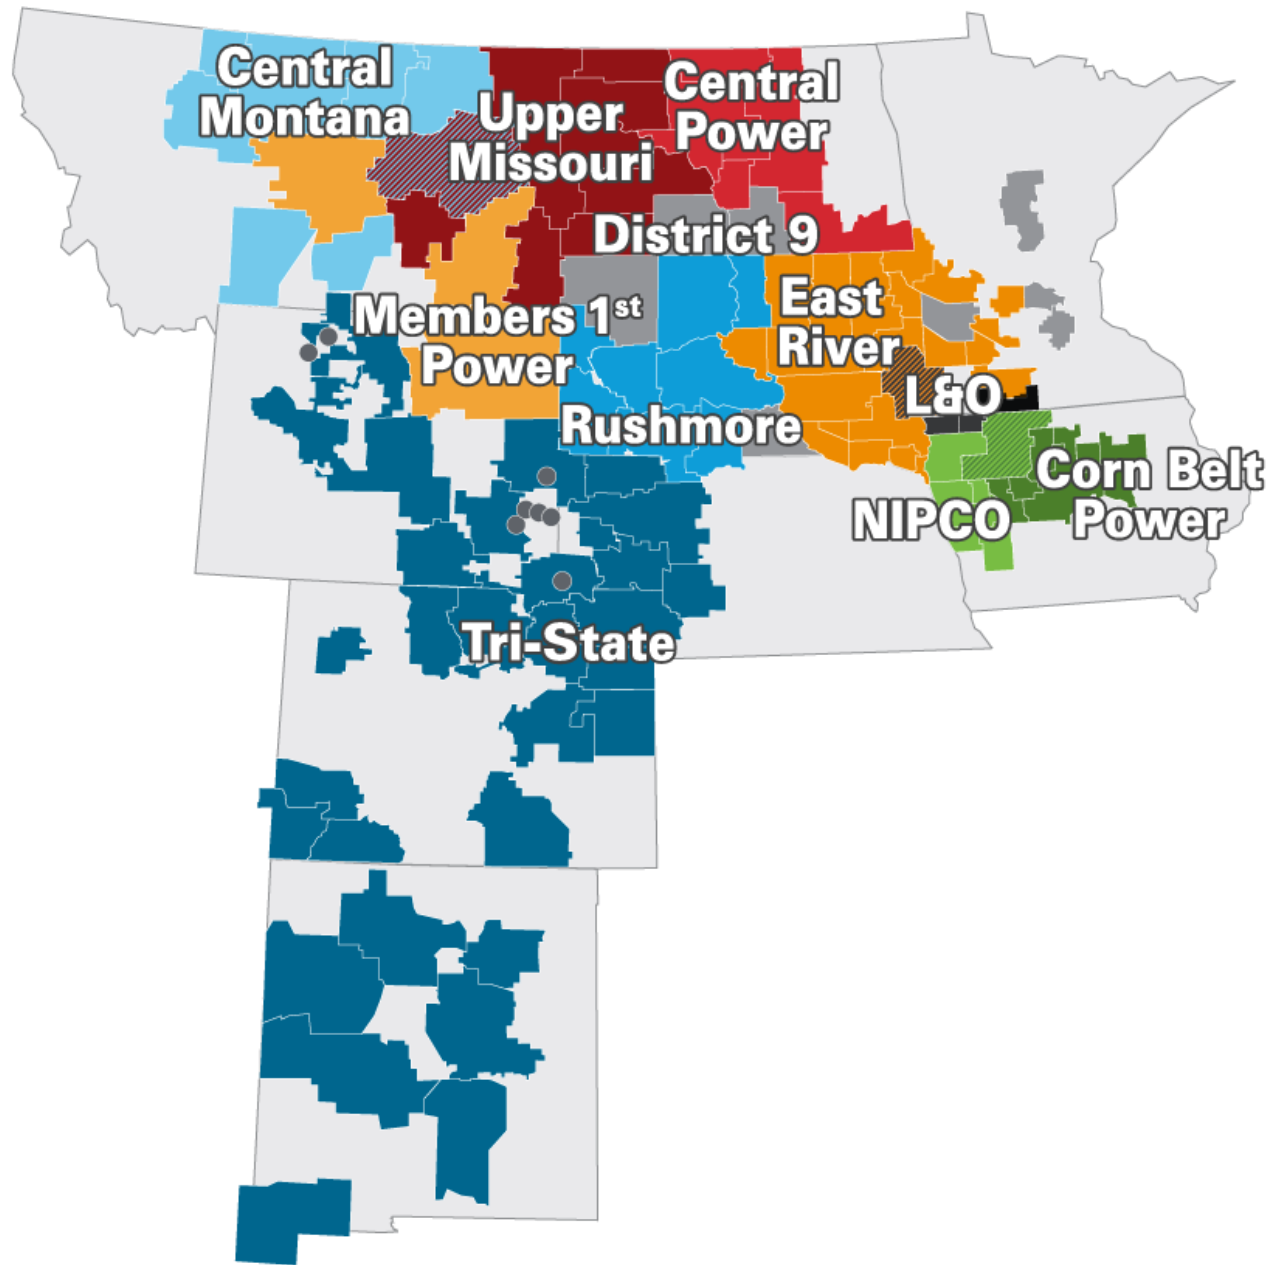 Central
Montana
Upper
Missouri
Central
Power
District 9
East
River
Members 1st
Power
L&O
Rushmore
Corn Belt
Power
NIPCO
Tri-State